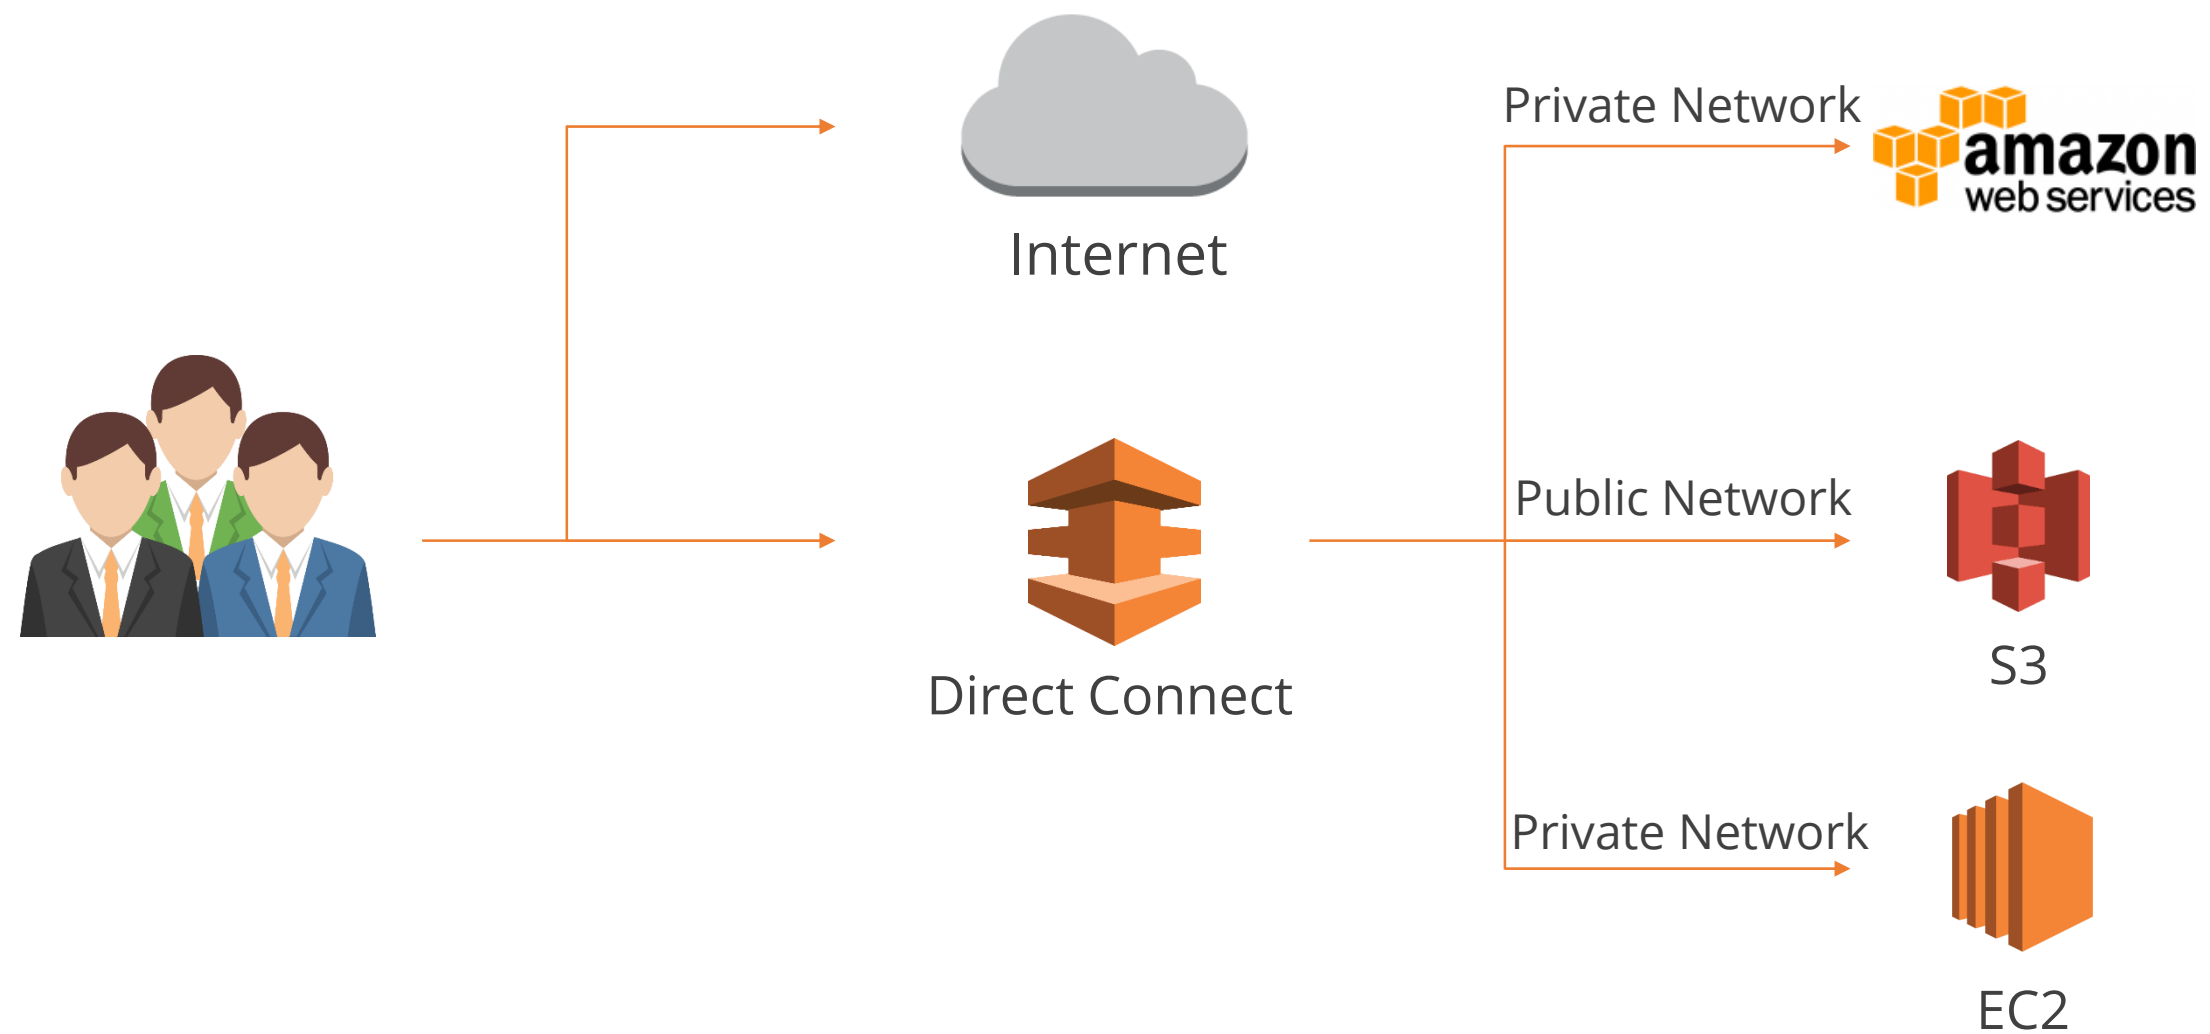 Internet
Private Network
amazon
web services
Direct Connect
Public Network
S3
Private Network
EC2